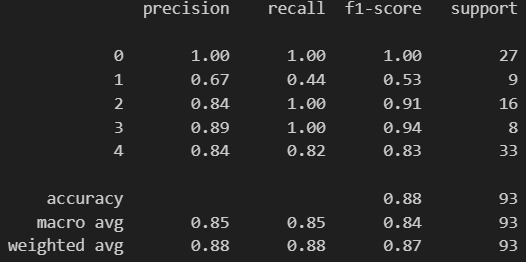 precision recall f1-score support
0 1.00 1.00 1.00 27
1 0.67 0.44 0.53 9
2 0.84 1.00 0.91 16
3 0.89 1.00 0.94 8
4 0.84 0.82 0.83 33
accuracy 0.88 93
macro avg 0.85 0.85 0.84 93
weighted avg 0.88 0.88 0.87 93